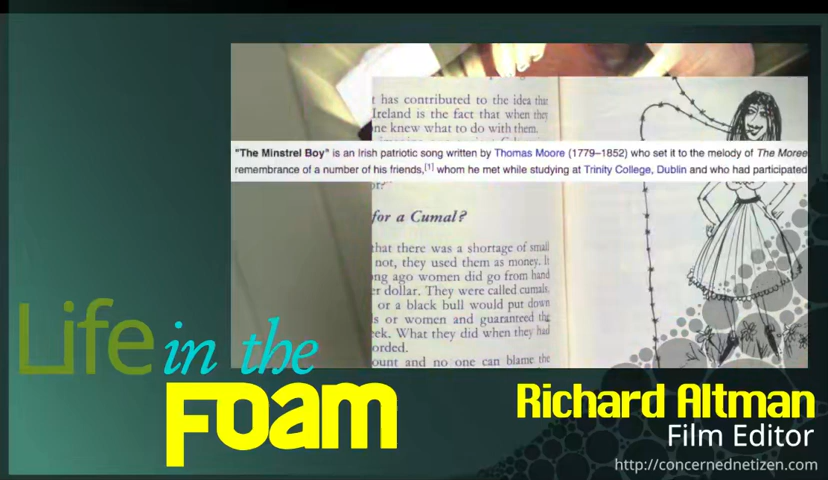 t has contributed to the idea that
Ireland is the fact that when they
ne knew what to do with them.
"The Minstrel Boy" is an Irish patriotic song written by Thomas Moore (1779–1852) who set it to the melody of The Moree
remembrance of a number of his friends,[1] whom he met while studying at Trinity College, Dublin and who had participated
for a Cumal?
that there was a shortage of small
not, they used them as money. It
ng ago women did go from hand
er dollar. They were called cumals.
or a black bull would put down
s or women and guaranteed the
ek. What they did when they had
orded.
ount and no one can blame the
Life in the
Foam
Richard Altman
Film Editor
http://concernednetizen.com